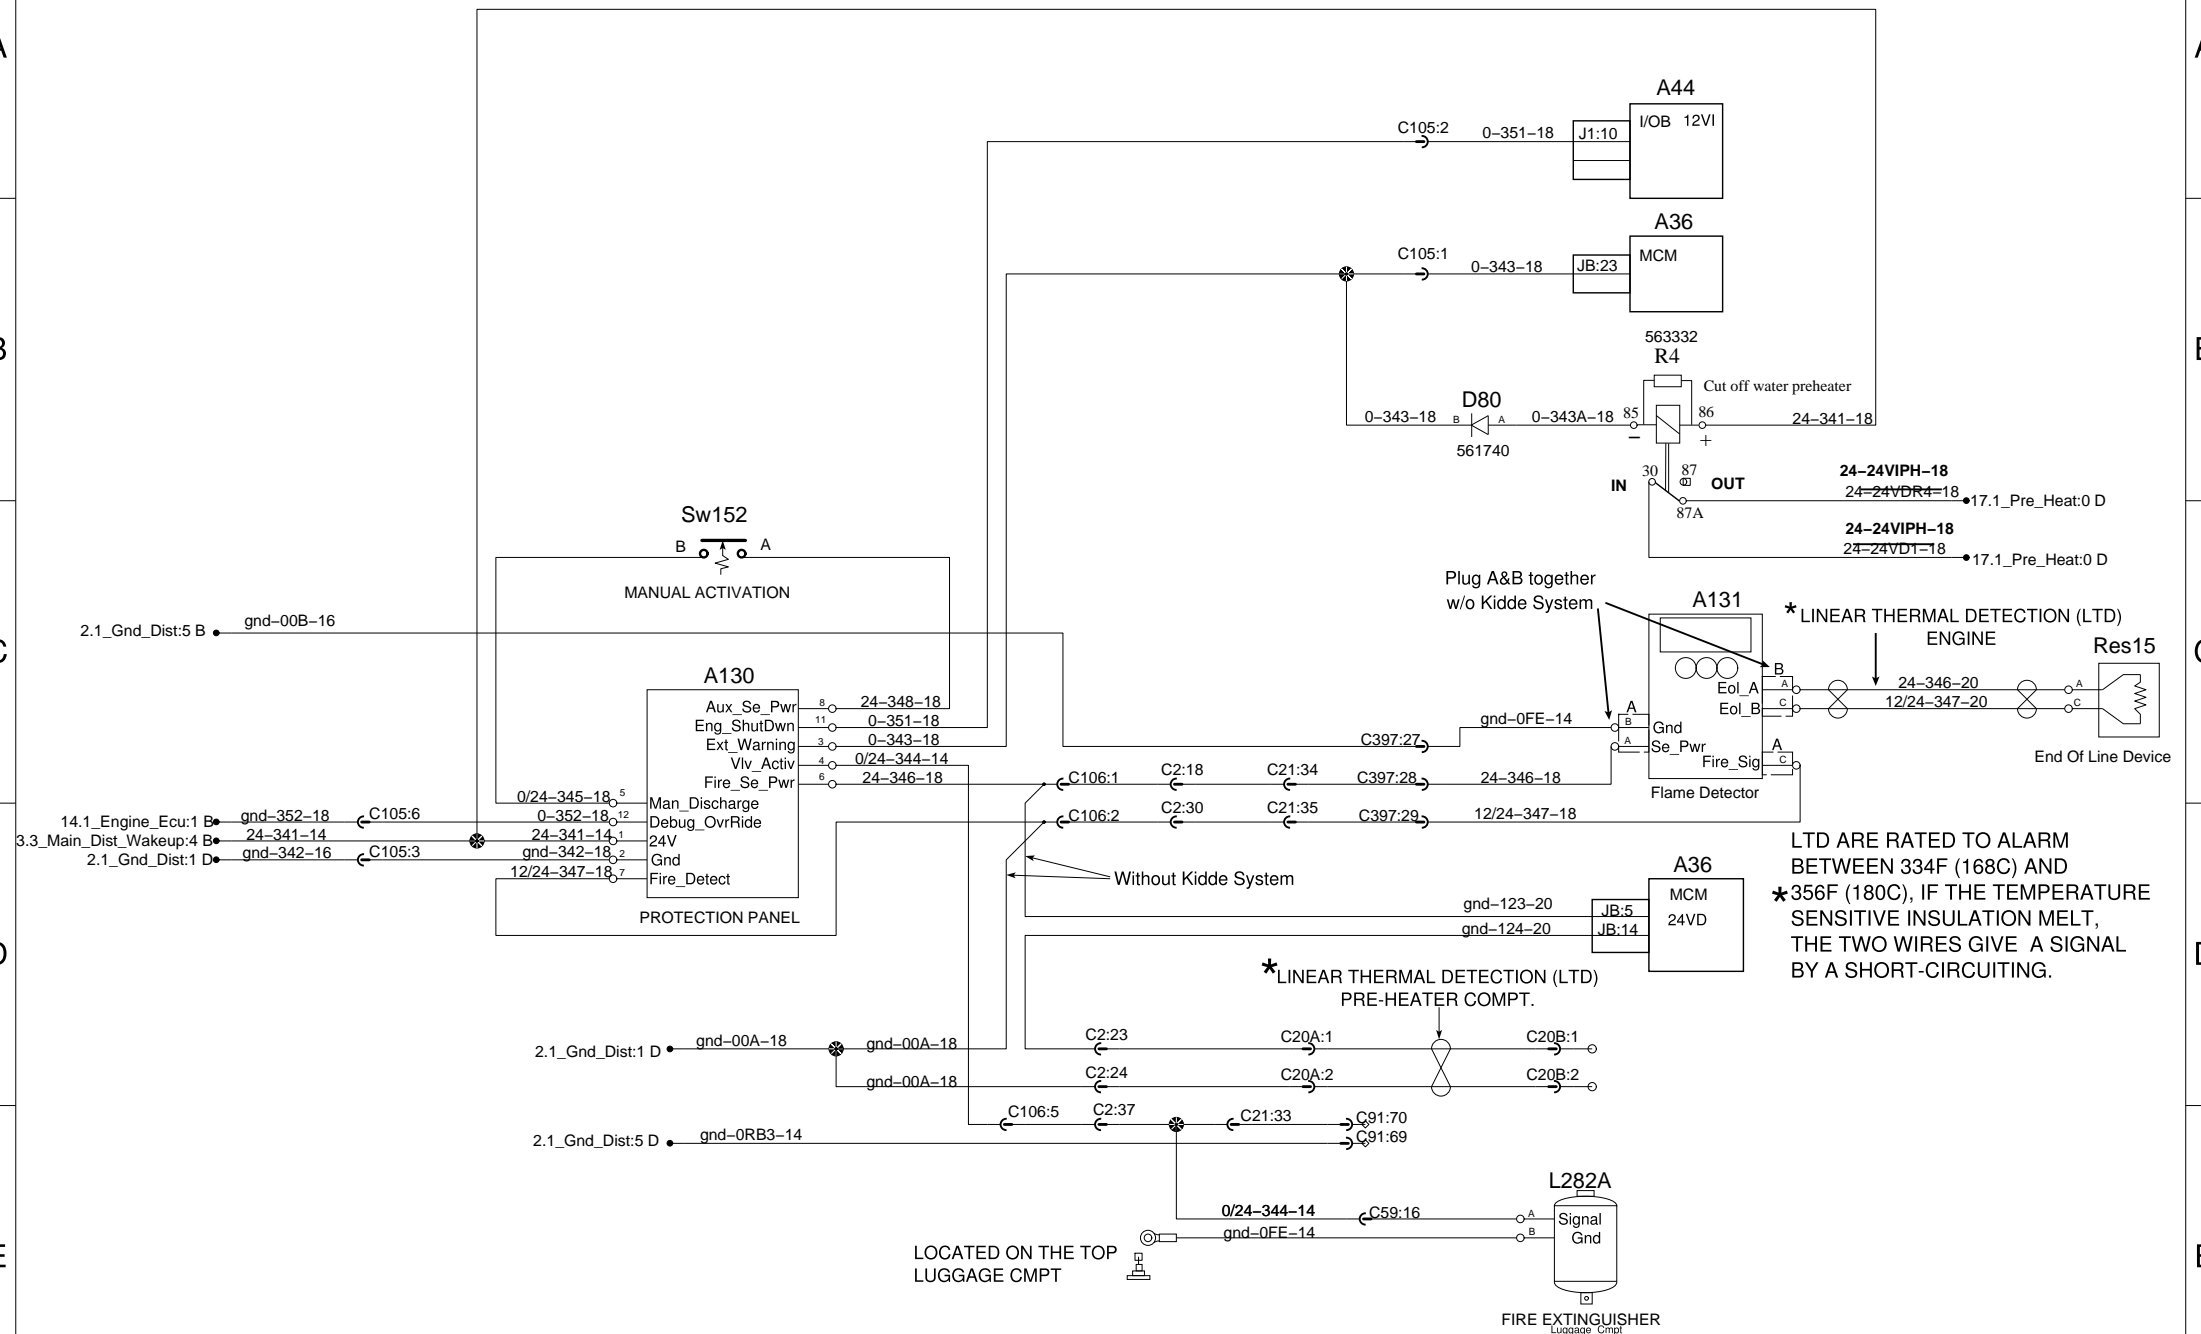 A
A
A44
I/OB 12VI
C105:2 0–351–18 J1:10
A36
MCM
C105:1 0–343–18 JB:23
B
563332
R4
Cut off water preheater
D80
0–343–18 B A 0–343A–18 85 86 24–341–18
– +
561740
30 87
IN OUT
87A
24–24VIPH–18
24–24VDR4–18 17.1_Pre_Heat:0 D
24–24VIPH–18
24–24VD1–18 17.1_Pre_Heat:0 D
Sw152
B A
MANUAL ACTIVATION
Plug A&B together
w/o Kidde System
A131
*LINEAR THERMAL DETECTION (LTD)
ENGINE
Res15
2.1_Gnd_Dist:5 B gnd–00B–16
C
A130
Aux_Se_Pwr 8 24–348–18
Eng_ShutDwn 11 0–351–18
Ext_Warning 3 0–343–18
Vlv_Activ 4 0/24–344–14
Fire_Se_Pwr 6 24–346–18
B
Eol_A A 24–346–20 A
Eol_B C 12/24–347–20 C
A
gnd–0FE–14 B Gnd
C397:27 A Se_Pwr
A
Fire_Sig C
End Of Line Device
C106:1 C2:18 C21:34 C397:28 24–346–18
Flame Detector
0/24–345–18 5 Man_Discharge
14.1_Engine_Ecu:1 B gnd–352–18 C105:6 0–352–18 12 Debug_OvrRide
3.3_Main_Dist_Wakeup:4 B 24–341–14 24–341–14 1 24V
2.1_Gnd_Dist:1 D gnd–342–16 C105:3 gnd–342–18 2 Gnd
12/24–347–18 7 Fire_Detect
PROTECTION PANEL
C106:2 C2:30 C21:35 C397:29 12/24–347–18
Without Kidde System
LTD ARE RATED TO ALARM
BETWEEN 334F (168C) AND
*356F (180C), IF THE TEMPERATURE
SENSITIVE INSULATION MELT,
THE TWO WIRES GIVE A SIGNAL
BY A SHORT-CIRCUITING.
A36
MCM
24VD
gnd–123–20 JB:5
gnd–124–20 JB:14
D
*LINEAR THERMAL DETECTION (LTD)
PRE-HEATER COMPT.
2.1_Gnd_Dist:1 D gnd–00A–18 gnd–00A–18 C2:23 C20A:1 C20B:1
gnd–00A–18 C2:24 C20A:2 C20B:2
C106:5 C2:37 C21:33 C91:70
2.1_Gnd_Dist:5 D gnd–0RB3–14 C91:69
L282A
0/24–344–14 C59:16 A Signal
gnd–0FE–14 B Gnd
LOCATED ON THE TOP
LUGGAGE CMPT
E
FIRE EXTINGUISHER
Luggage Cmpt